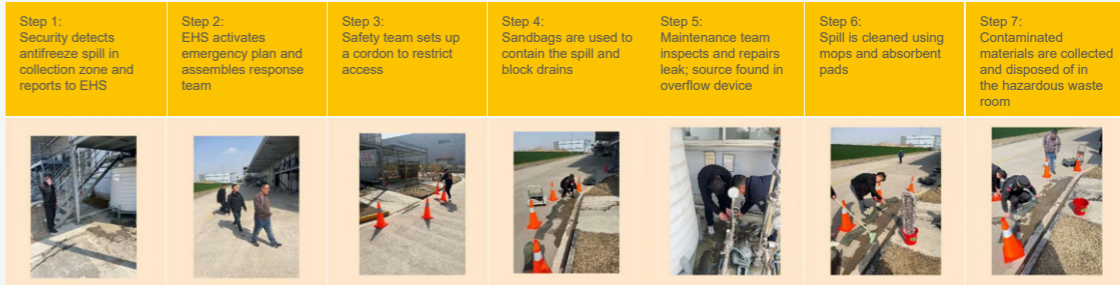 Step 1:
Security detects
antifreeze spill in
collection zone and
reports to EHS
Step 2:
EHS activates
emergency plan and
assembles response
team
Step 3:
Safety team sets up
a cordon to restrict
access
Step 4:
Sandbags are used to
contain the spill and
block drains
Step 5:
Maintenance team
inspects and repairs
leak; source found in
overflow device
Step 6:
Spill is cleaned using
mops and absorbent
pads
Step 7:
Contaminated
materials are collected
and disposed of in
the hazardous waste
room